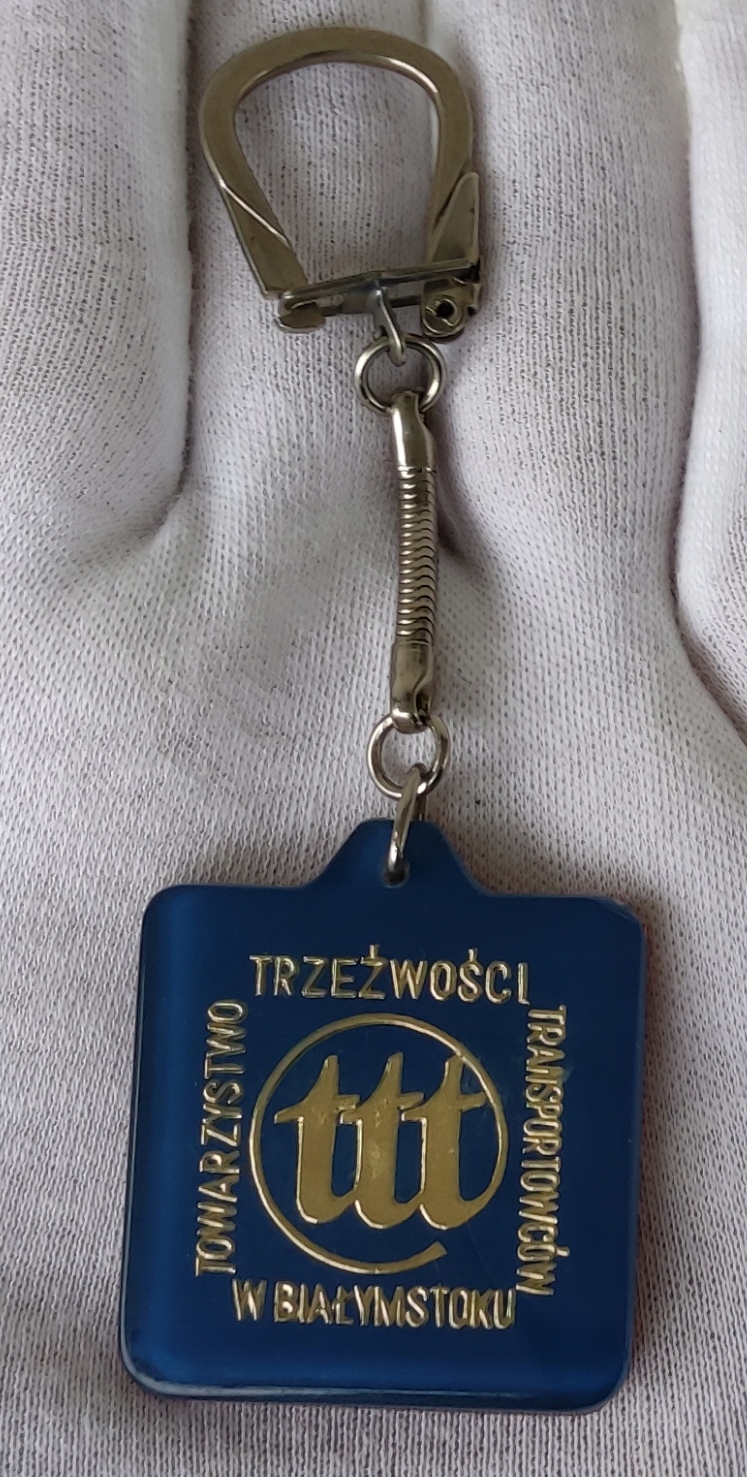 TOWARZYSTWO
TRZEŹWOŚCI
TRANSPORTOWCÓW
W BIAŁYMSTOKU
ttt